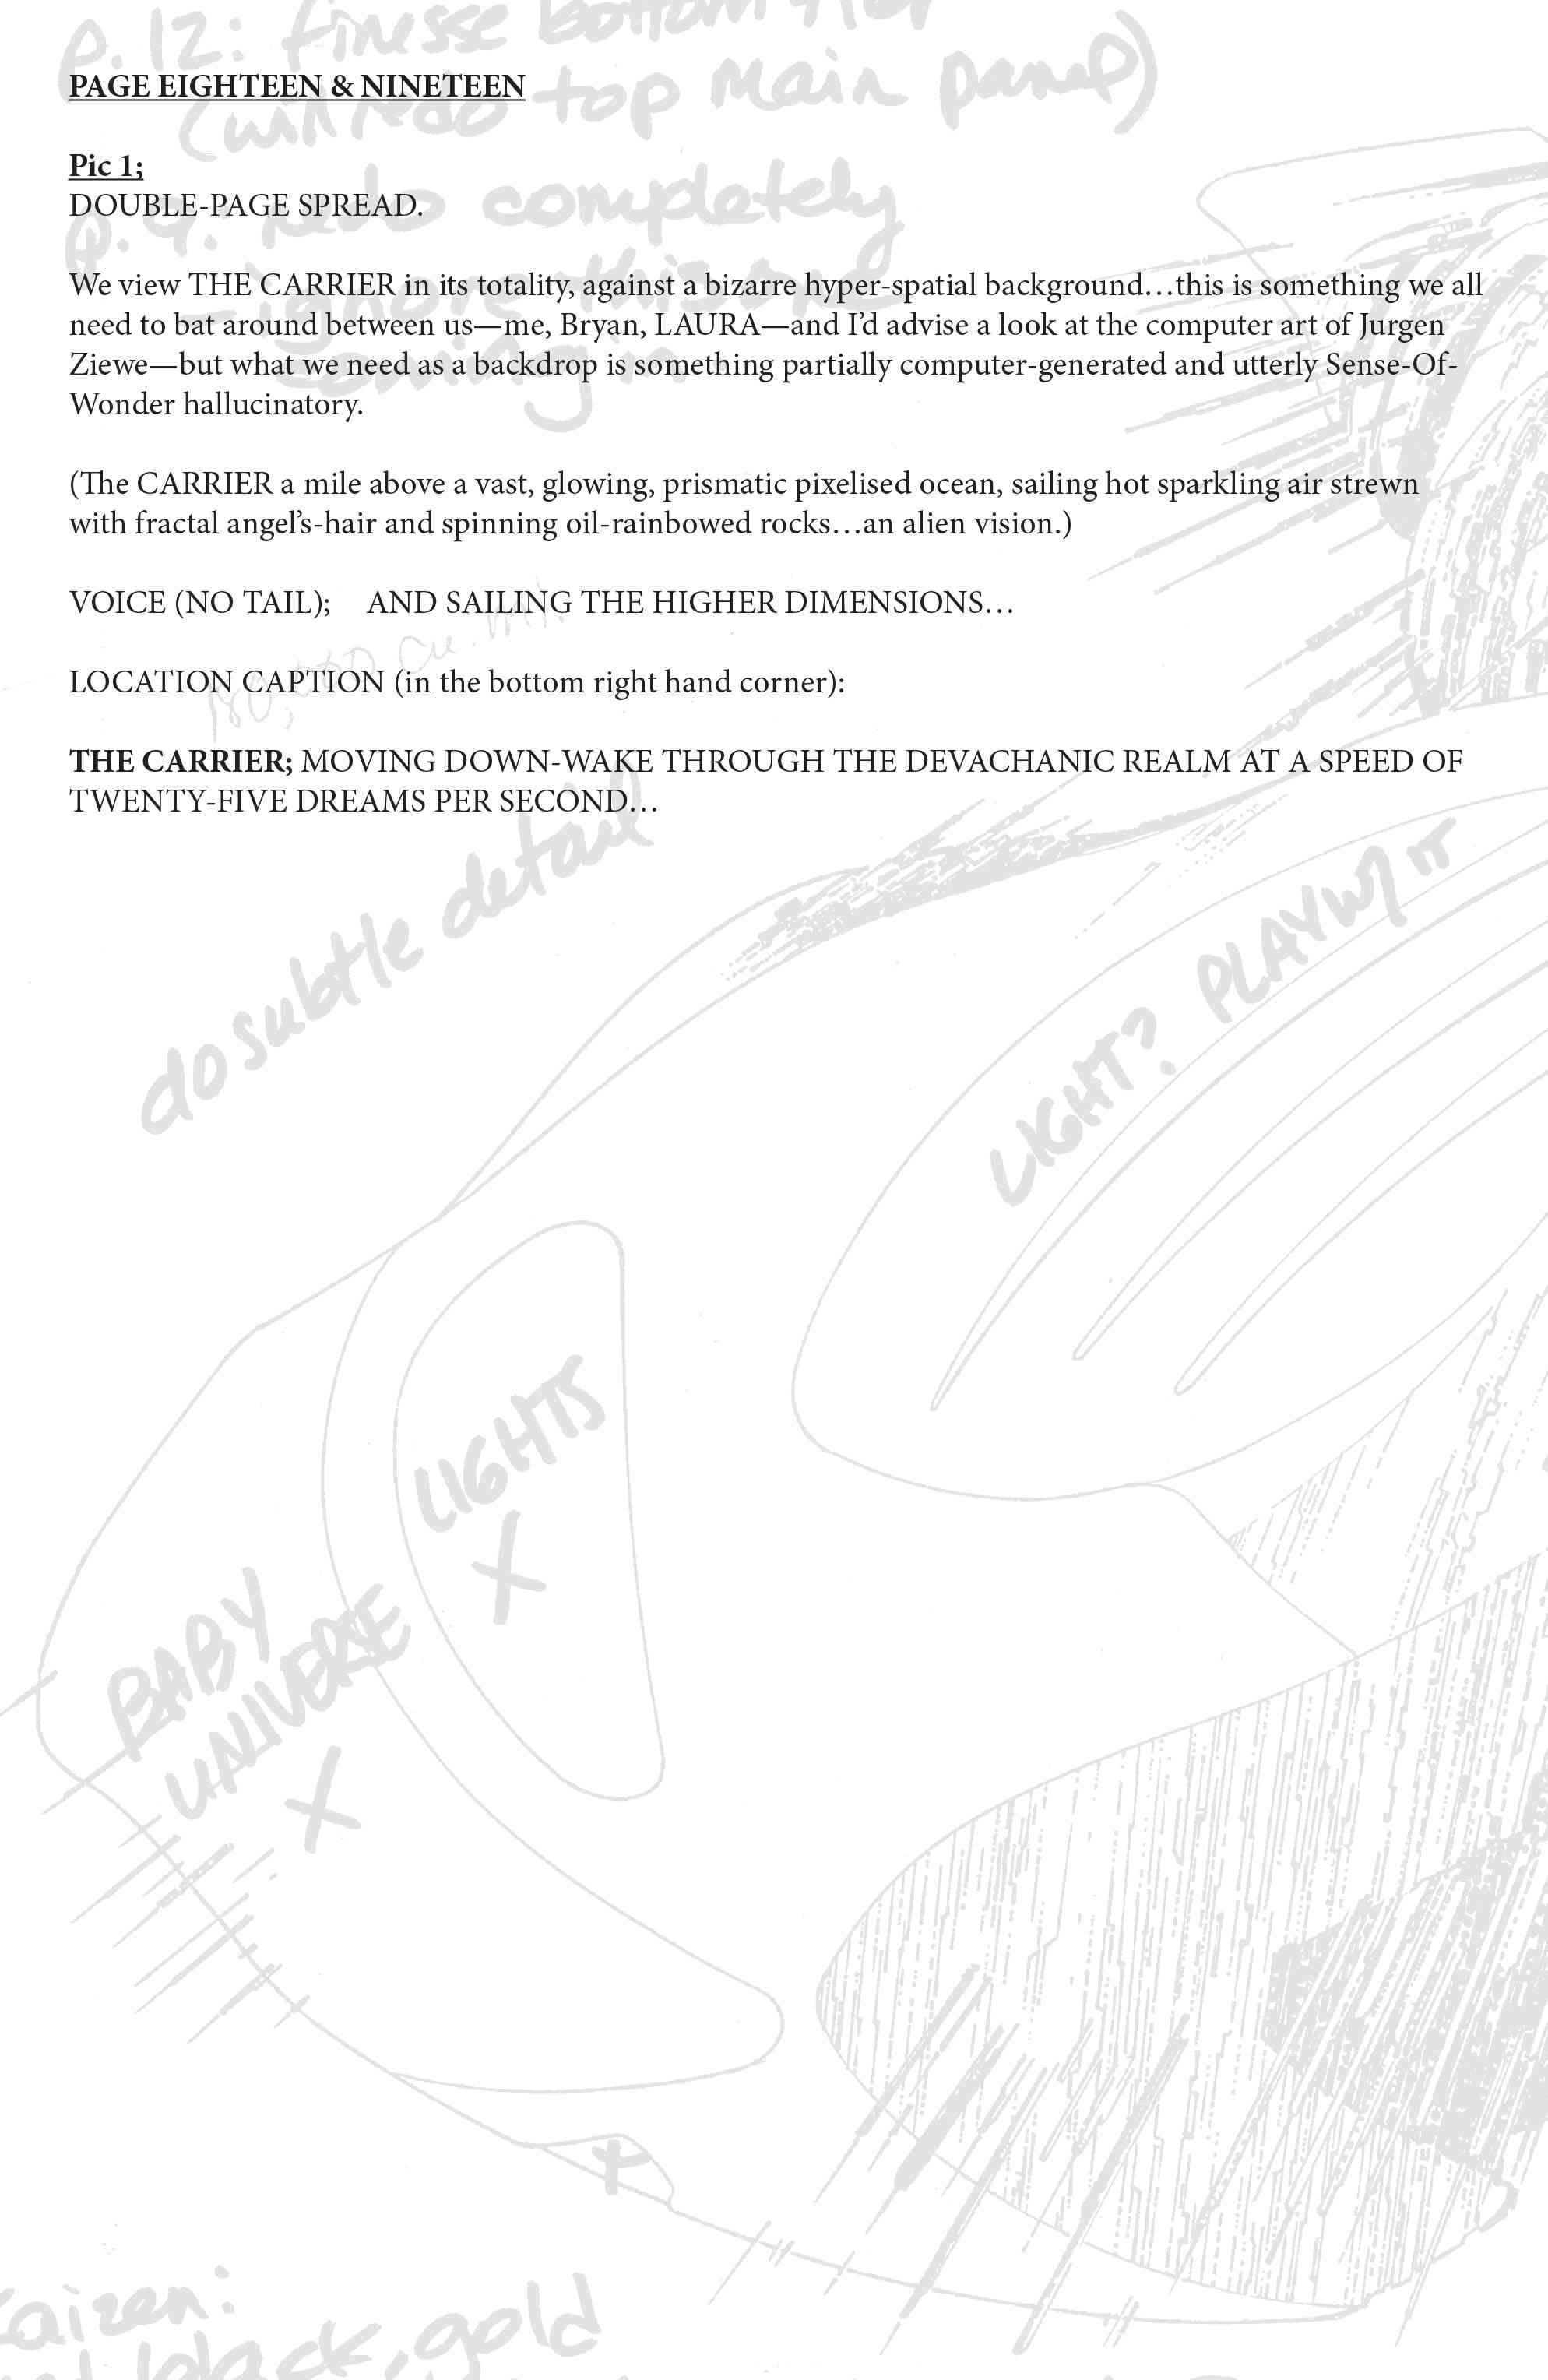 p.12: finesse bottom tier
PAGE EIGHTEEN & NINETEEN
(will redo top main panel)
Pic 1;
p. 9: redo completely
DOUBLE-PAGE SPREAD.
We view THE CARRIER in its totality, against a bizarre hyper-spatial background…this is something we all
- ignore this one
need to bat around between us—me, Bryan, LAURA—and I’d advise a look at the computer art of Jurgen
Ziewe—but what we need as a backdrop is something partially computer-generated and utterly Sense-Of-
Wonder hallucinatory.
(The CARRIER a mile above a vast, glowing, prismatic pixelised ocean, sailing hot sparkling air strewn
with fractal angel’s-hair and spinning oil-rainbowed rocks…an alien vision.)
VOICE (NO TAIL); AND SAILING THE HIGHER DIMENSIONS…
cu. mi.
LOCATION CAPTION (in the bottom right hand corner):
THE CARRIER; MOVING DOWN-WAKE THROUGH THE DEVACHANIC REALM AT A SPEED OF
TWENTY-FIVE DREAMS PER SECOND…
do subtle detail
LIGHT? PLAY W/ IT
LIGHTS
X
BABY
UNIVERSE
X
X
Kaizen:
black, gold